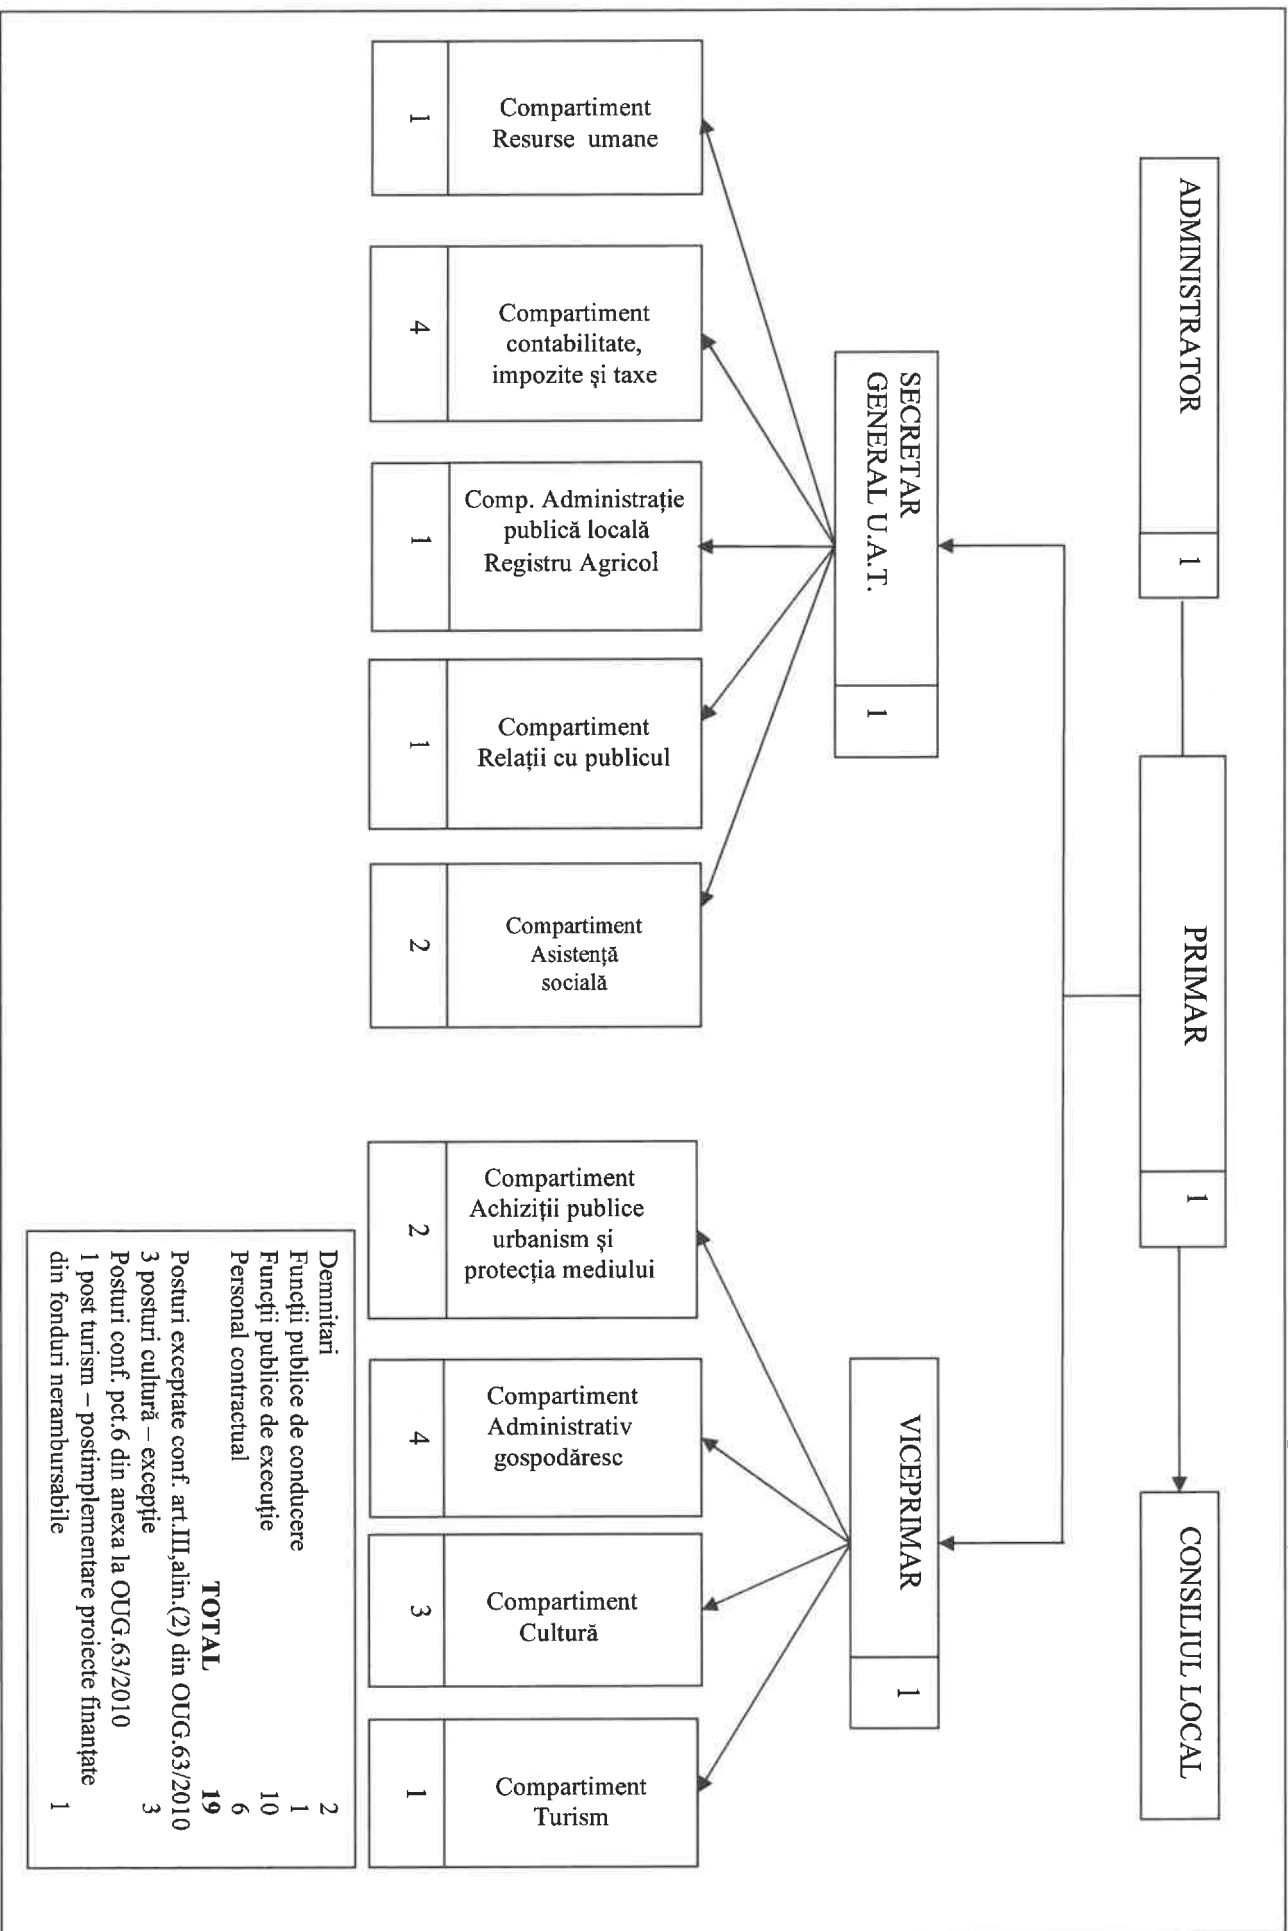 ADMINISTRATOR
1
PRIMAR
1
CONSILIUL LOCAL
SECRETAR
GENERAL U.A.T.
1
VICEPRIMAR
1
Compartiment
Resurse umane
1
Compartiment
contabilitate,
impozite și taxe
4
Comp. Administrație
publică locală
Registru Agricol
1
Compartiment
Relații cu publicul
1
Compartiment
Asistență
socială
2
Compartiment
Achiziții publice
urbanism și
protecția mediului
2
Compartiment
Administrativ
gospodăresc
4
Compartiment
Cultură
3
Compartiment
Turism
1
Demnitari 2
Funcții publice de conducere 1
Funcții publice de execuție 10
Personal contractual 6
TOTAL 19
Posturi exceptate conf. art.III,alin.(2) din OUG.63/2010
3 posturi cultură – excepție 3
Posturi conf. pct.6 din anexa la OUG.63/2010
1 post turism – postimplementare proiecte finanțate
din fonduri nerambursabile 1